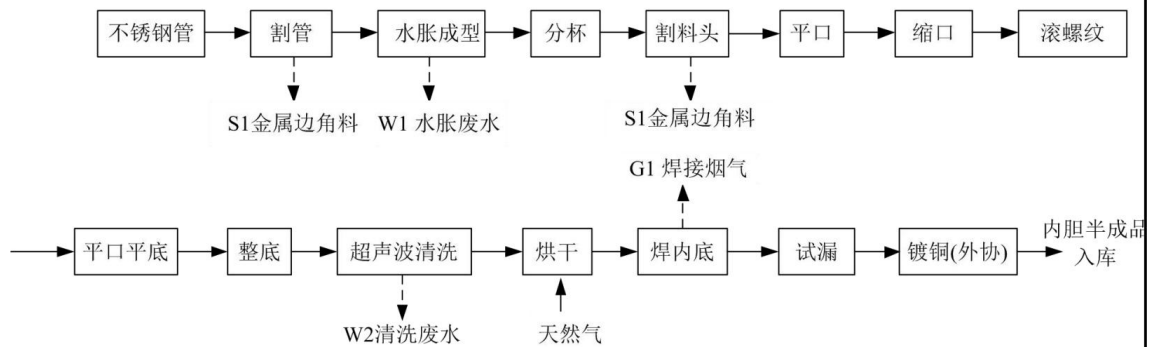 不锈钢管 割管 水胀成型 分杯 割料头 平口 缩口 滚螺纹
S1金属边角料 W1 水胀废水 S1金属边角料
G1 焊接烟气
平口平底 整底 超声波清洗 烘干 焊内底 试漏 镀铜(外协) 内胆半成品
入库
W2清洗废水 天然气